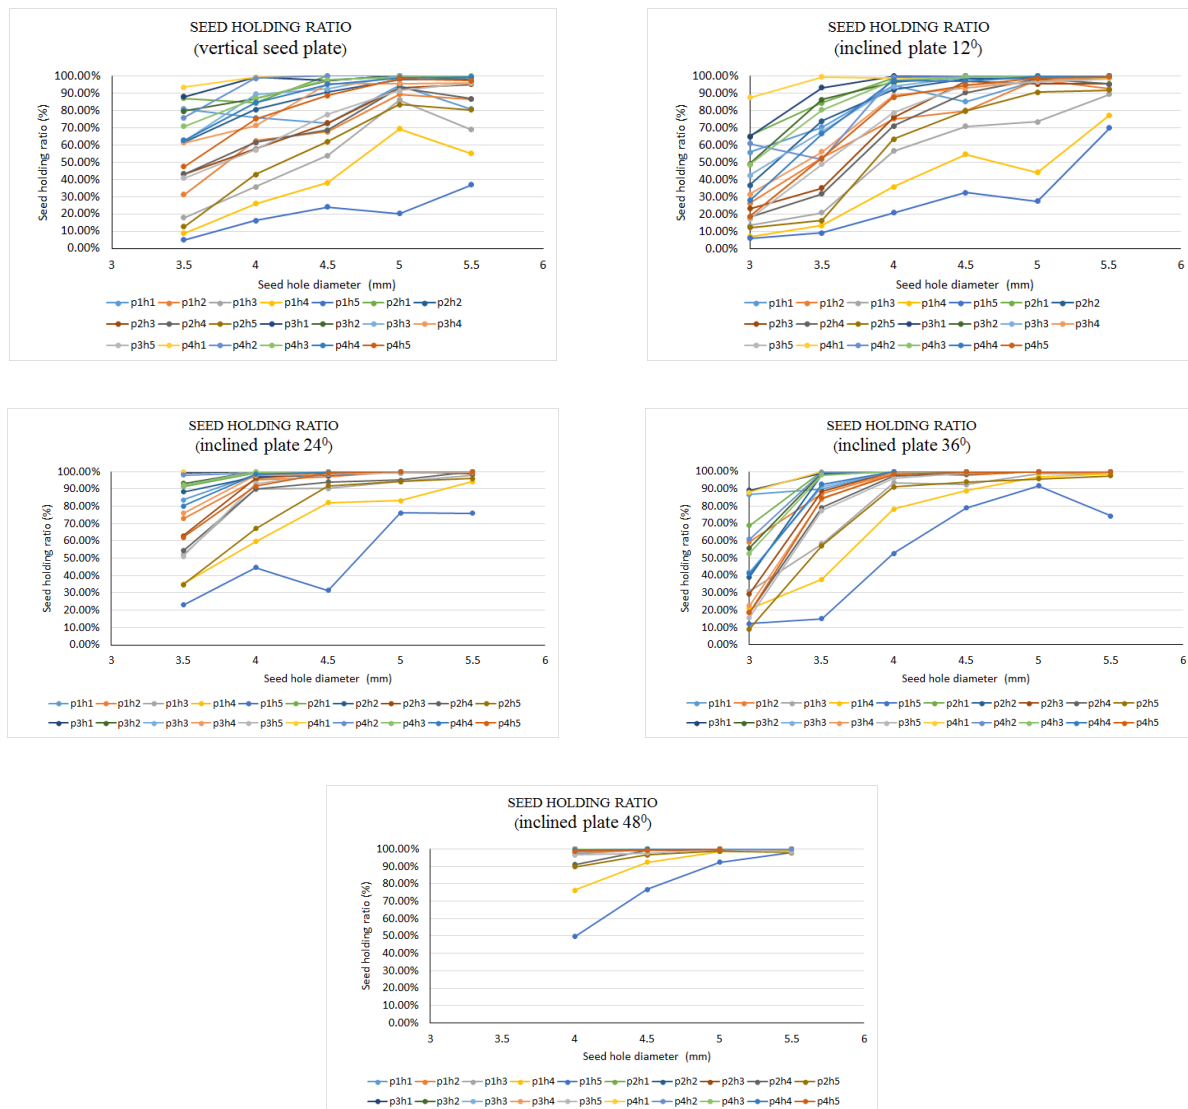 SEED HOLDING RATIO
(vertical seed plate)
100.00%
90.00%
80.00%
70.00%
60.00%
50.00%
40.00%
30.00%
20.00%
10.00%
0.00%
Seed holding ratio (%)
3 3.5 4 4.5 5 5.5 6
Seed hole diameter (mm)
p1h1 p1h2 p1h3 p1h4 p1h5 p2h1 p2h2
p2h3 p2h4 p2h5 p3h1 p3h2 p3h3 p3h4
p3h5 p4h1 p4h2 p4h3 p4h4 p4h5
SEED HOLDING RATIO
(inclined plate 12⁰)
100.00%
90.00%
80.00%
70.00%
60.00%
50.00%
40.00%
30.00%
20.00%
10.00%
0.00%
Seed holding ratio (%)
3 3.5 4 4.5 5 5.5 6
Seed hole diameter (mm)
p1h1 p1h2 p1h3 p1h4 p1h5 p2h1 p2h2
p2h3 p2h4 p2h5 p3h1 p3h2 p3h3 p3h4
p3h5 p4h1 p4h2 p4h3 p4h4 p4h5
SEED HOLDING RATIO
(inclined plate 24⁰)
100.00%
90.00%
80.00%
70.00%
60.00%
50.00%
40.00%
30.00%
20.00%
10.00%
0.00%
Seed holding ratio (%)
3 3.5 4 4.5 5 5.5 6
Seed hole diameter (mm)
p1h1 p1h2 p1h3 p1h4 p1h5 p2h1 p2h2 p2h3 p2h4 p2h5
p3h1 p3h2 p3h3 p3h4 p3h5 p4h1 p4h2 p4h3 p4h4 p4h5
SEED HOLDING RATIO
(inclined plate 36⁰)
100.00%
90.00%
80.00%
70.00%
60.00%
50.00%
40.00%
30.00%
20.00%
10.00%
0.00%
Seed holding ratio (%)
3 3.5 4 4.5 5 5.5 6
Seed hole diameter (mm)
p1h1 p1h2 p1h3 p1h4 p1h5 p2h1 p2h2 p2h3 p2h4 p2h5
p3h1 p3h2 p3h3 p3h4 p3h5 p4h1 p4h2 p4h3 p4h4 p4h5
SEED HOLDING RATIO
(inclined plate 48⁰)
100.00%
90.00%
80.00%
70.00%
60.00%
50.00%
40.00%
30.00%
20.00%
10.00%
0.00%
Seed holding ratio (%)
3 3.5 4 4.5 5 5.5 6
Seed hole diameter (mm)
p1h1 p1h2 p1h3 p1h4 p1h5 p2h1 p2h2 p2h3 p2h4 p2h5
p3h1 p3h2 p3h3 p3h4 p3h5 p4h1 p4h2 p4h3 p4h4 p4h5